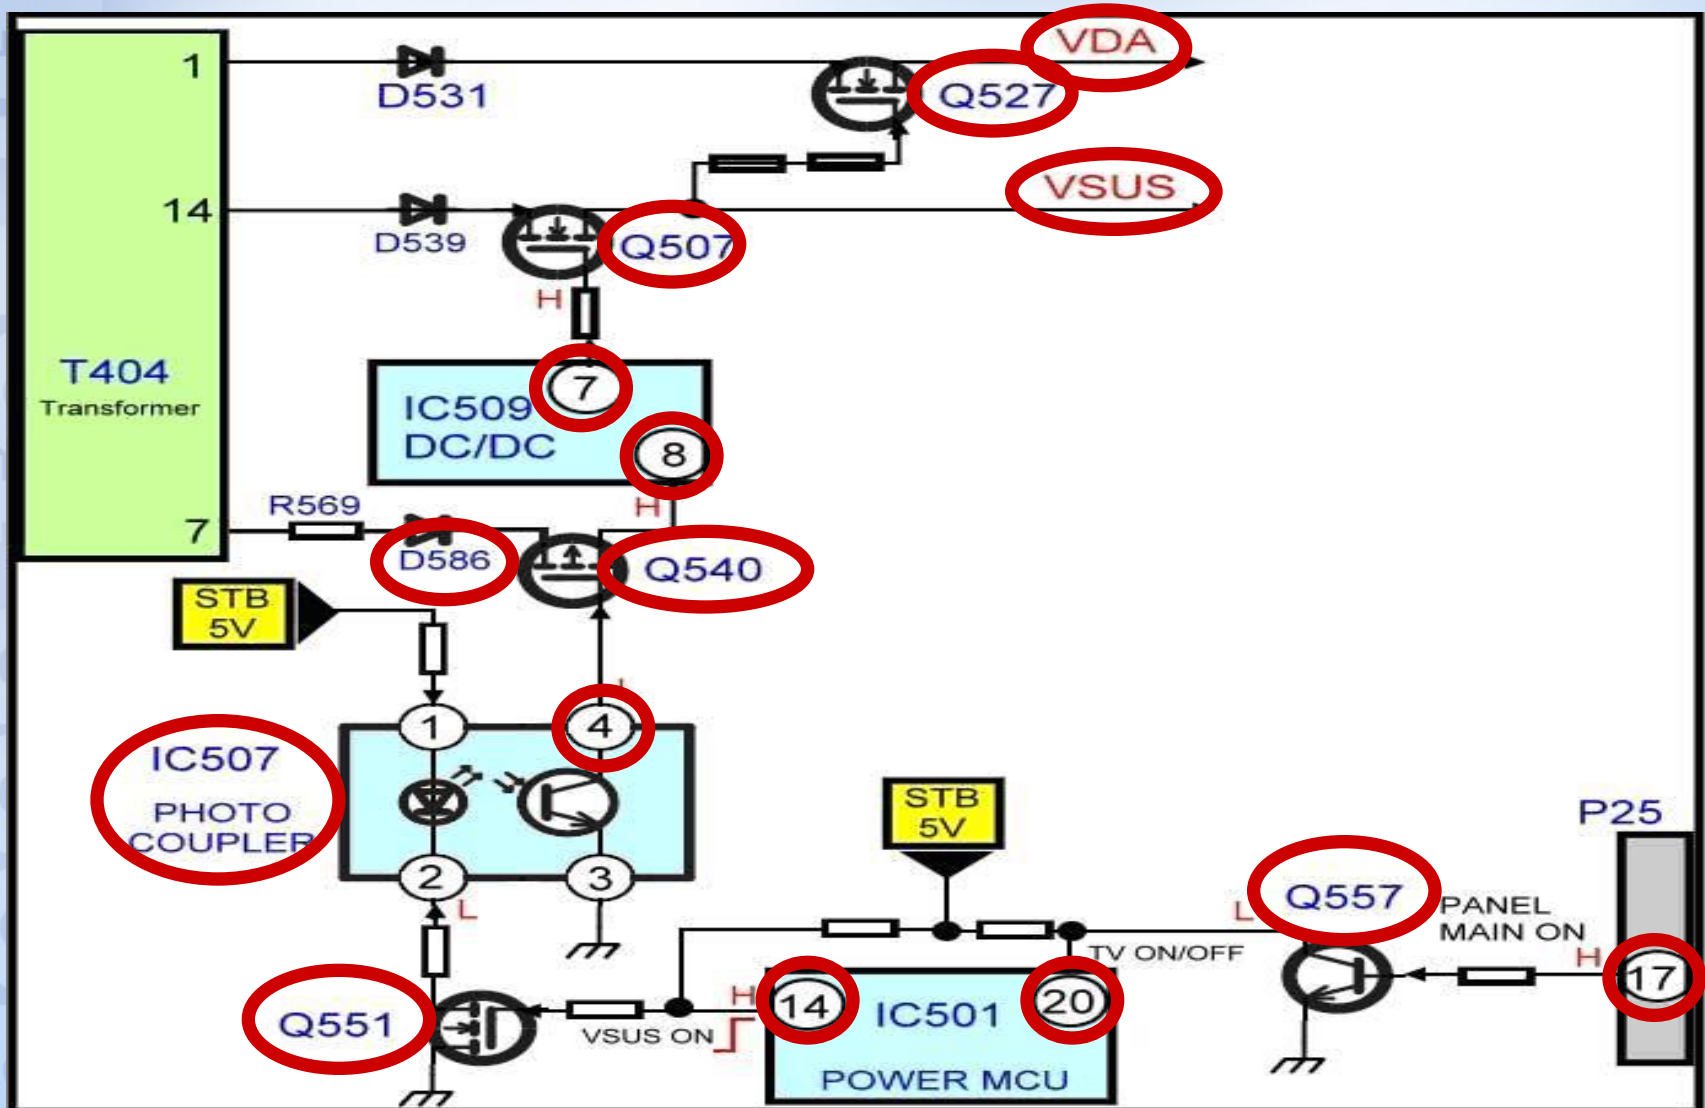 VDA
1
D531
Q527
VSUS
14
D539
Q507
H
T404
Transformer
7
IC509
DC/DC
8
H
R569
7
D586
Q540
STB
5V
1
4
IC507
PHOTO
COUPLER
2
3
L
STB
5V
P25
Q557
L
PANEL
MAIN ON
TV ON/OFF
H
17
H
14
20
Q551
VSUS ON
IC501
POWER MCU